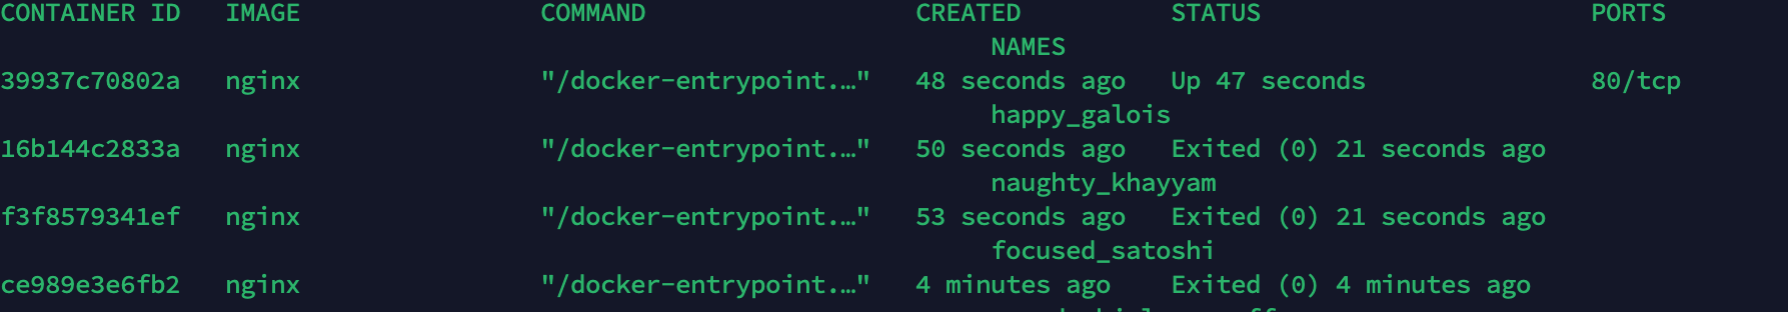 CONTAINER ID IMAGE COMMAND CREATED STATUS PORTS
NAMES
39937c70802a nginx "/docker-entrypoint.…" 48 seconds ago Up 47 seconds 80/tcp
happy_galois
16b144c2833a nginx "/docker-entrypoint.…" 50 seconds ago Exited (0) 21 seconds ago
naughty_khayyam
f3f8579341ef nginx "/docker-entrypoint.…" 53 seconds ago Exited (0) 21 seconds ago
focused_satoshi
ce989e3e6fb2 nginx "/docker-entrypoint.…" 4 minutes ago Exited (0) 4 minutes ago